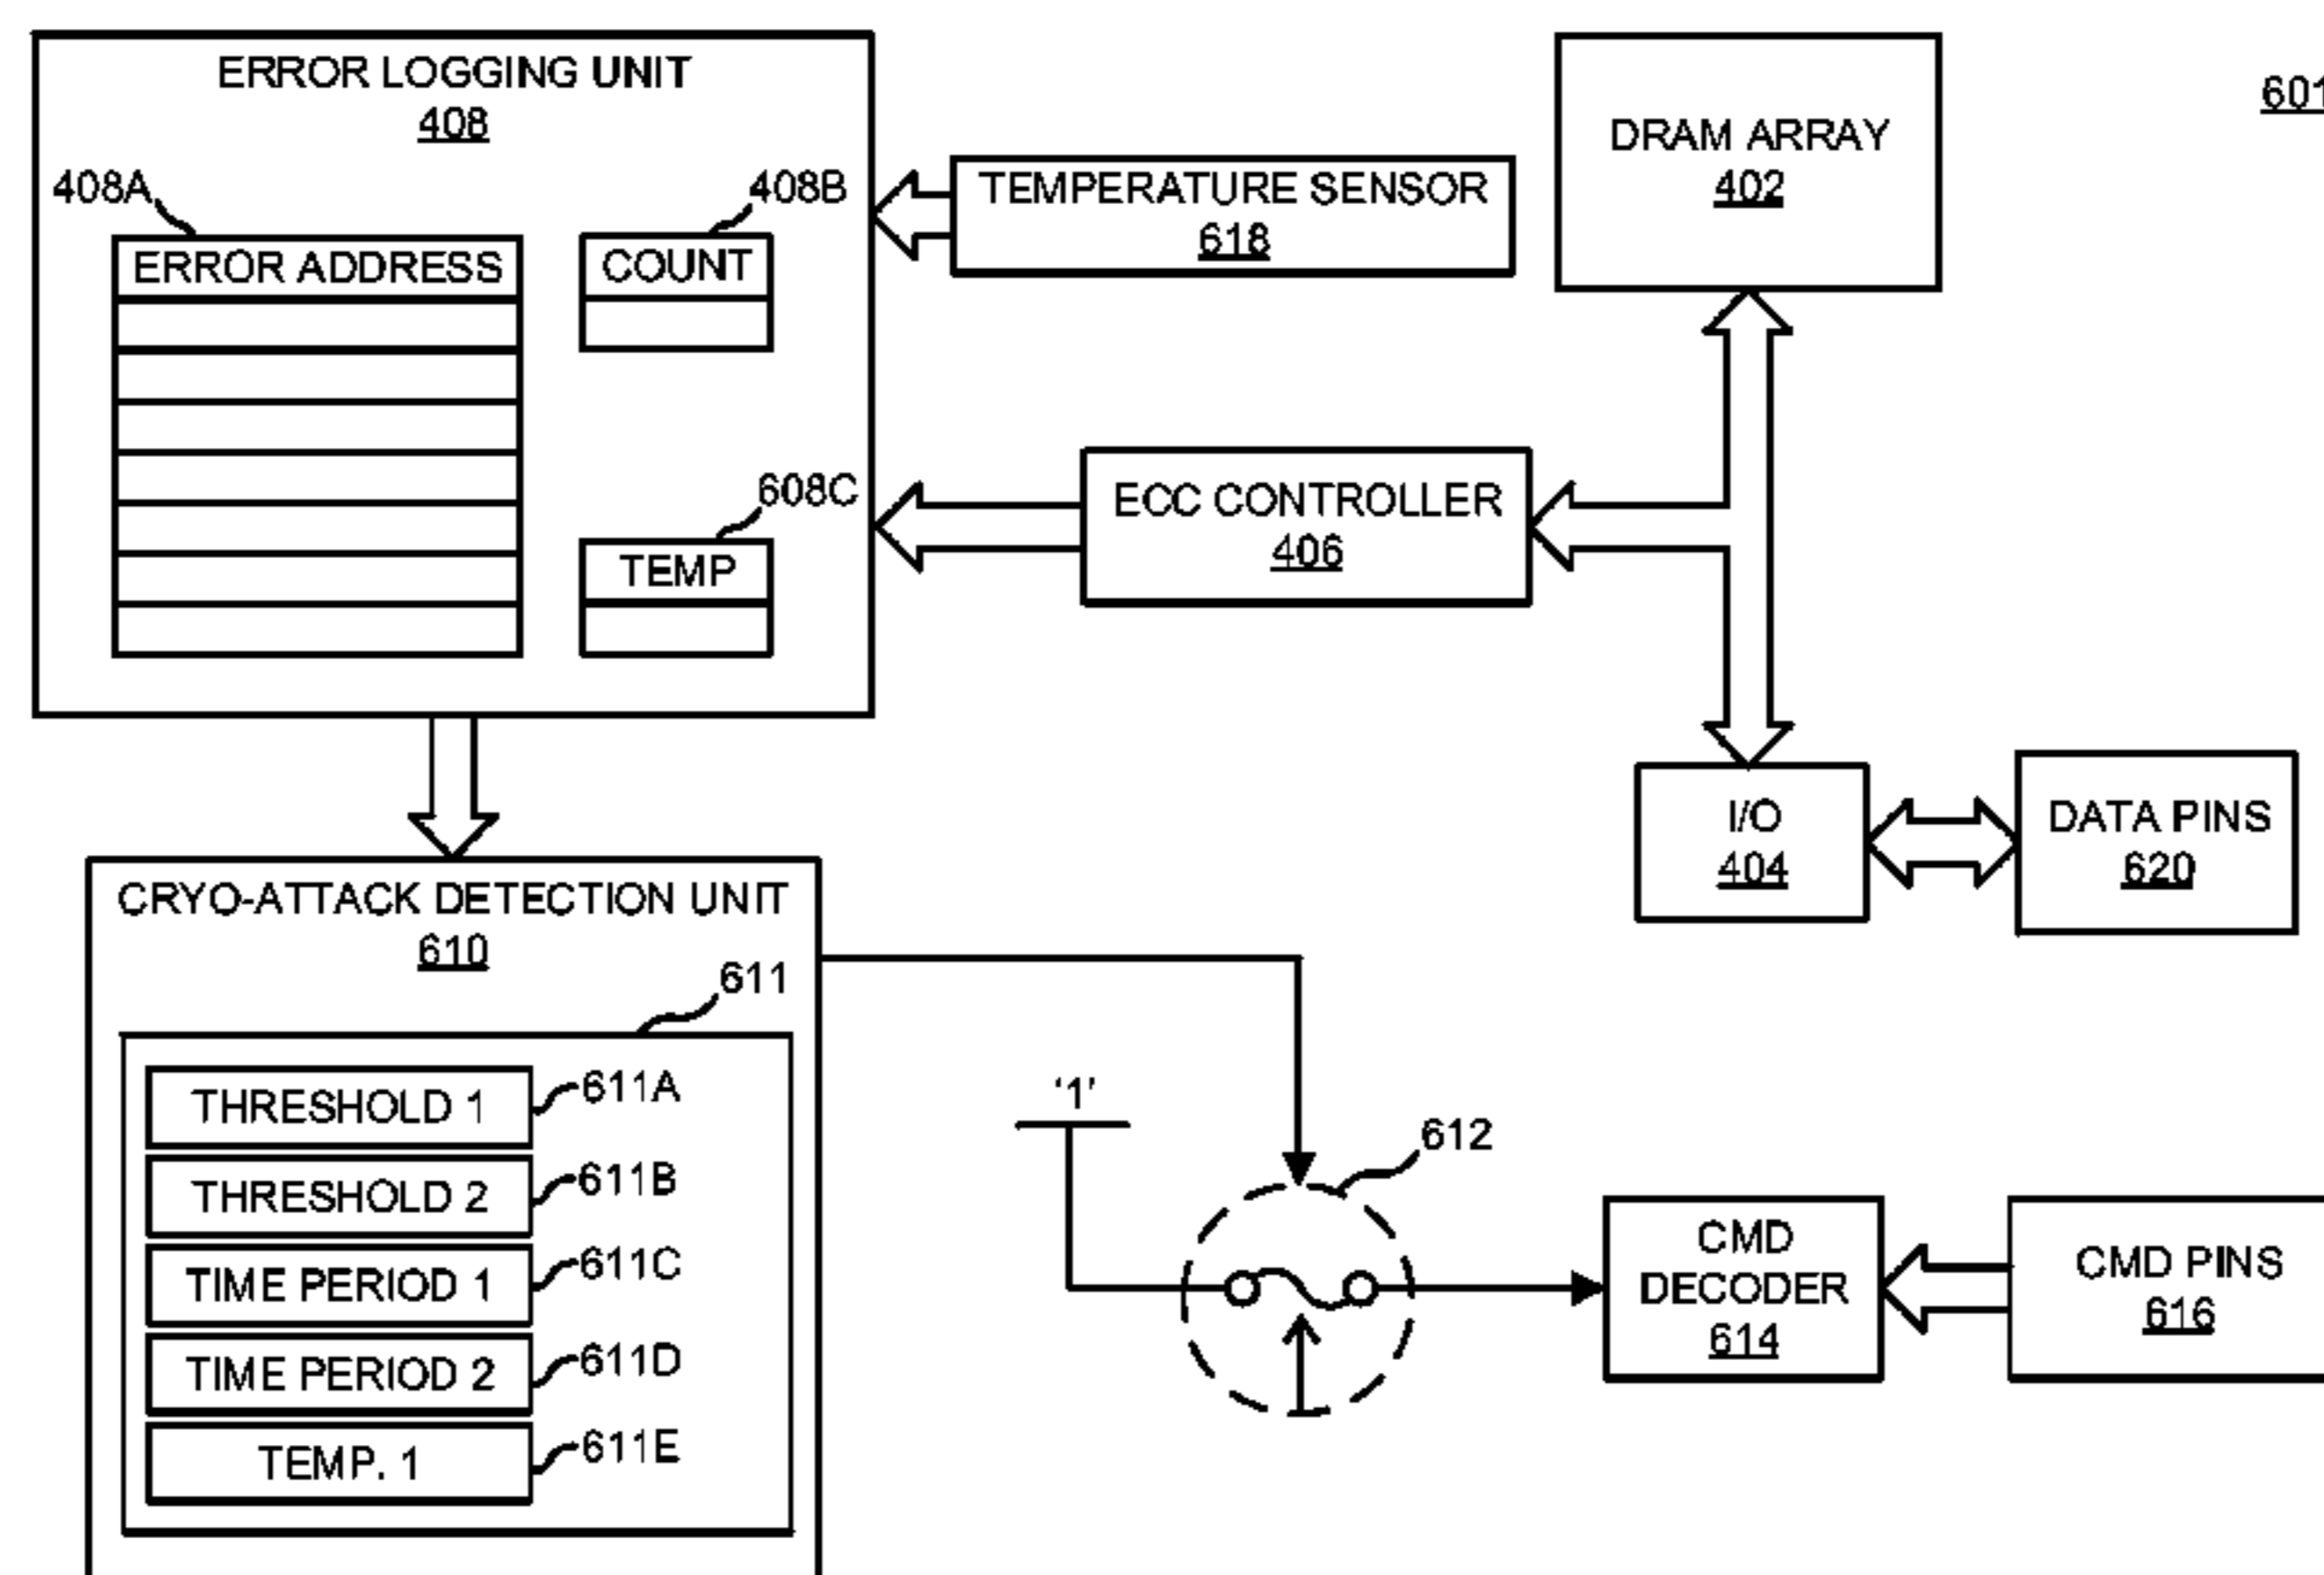 ERROR LOGGING UNIT
408
408A
408B
ERROR ADDRESS
COUNT
608C
TEMP
TEMPERATURE SENSOR
618
DRAM ARRAY
402
601
ECC CONTROLLER
406
I/O
404
DATA PINS
620
CRYO-ATTACK DETECTION UNIT
610
611
THRESHOLD 1
611A
THRESHOLD 2
611B
TIME PERIOD 1
611C
TIME PERIOD 2
611D
TEMP. 1
611E
‘1’
612
CMD
DECODER
614
CMD PINS
616